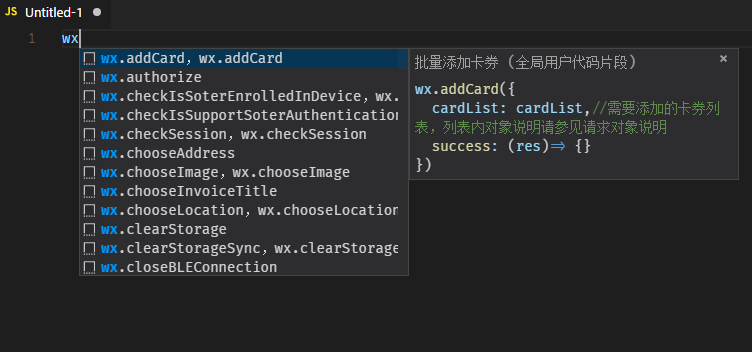 JS Untitled-1
1 wx
wx.addCard, wx.addCard
wx.authorize
wx.checkIsSoterEnrolledInDevice, wx.
wx.checkIsSupportSoterAuthentication
wx.checkSession, wx.checkSession
wx.chooseAddress
wx.chooseImage, wx.chooseImage
wx.chooseInvoiceTitle
wx.chooseLocation, wx.chooseLocation
wx.clearStorage
wx.clearStorageSync, wx.clearStorage
wx.closeBLEConnection
批量添加卡券 (全局用户代码片段) ×
wx.addCard({
cardList: cardList,//需要添加的卡券列
表，列表内对象说明请参见请求对象说明
success: (res)=> {}
})